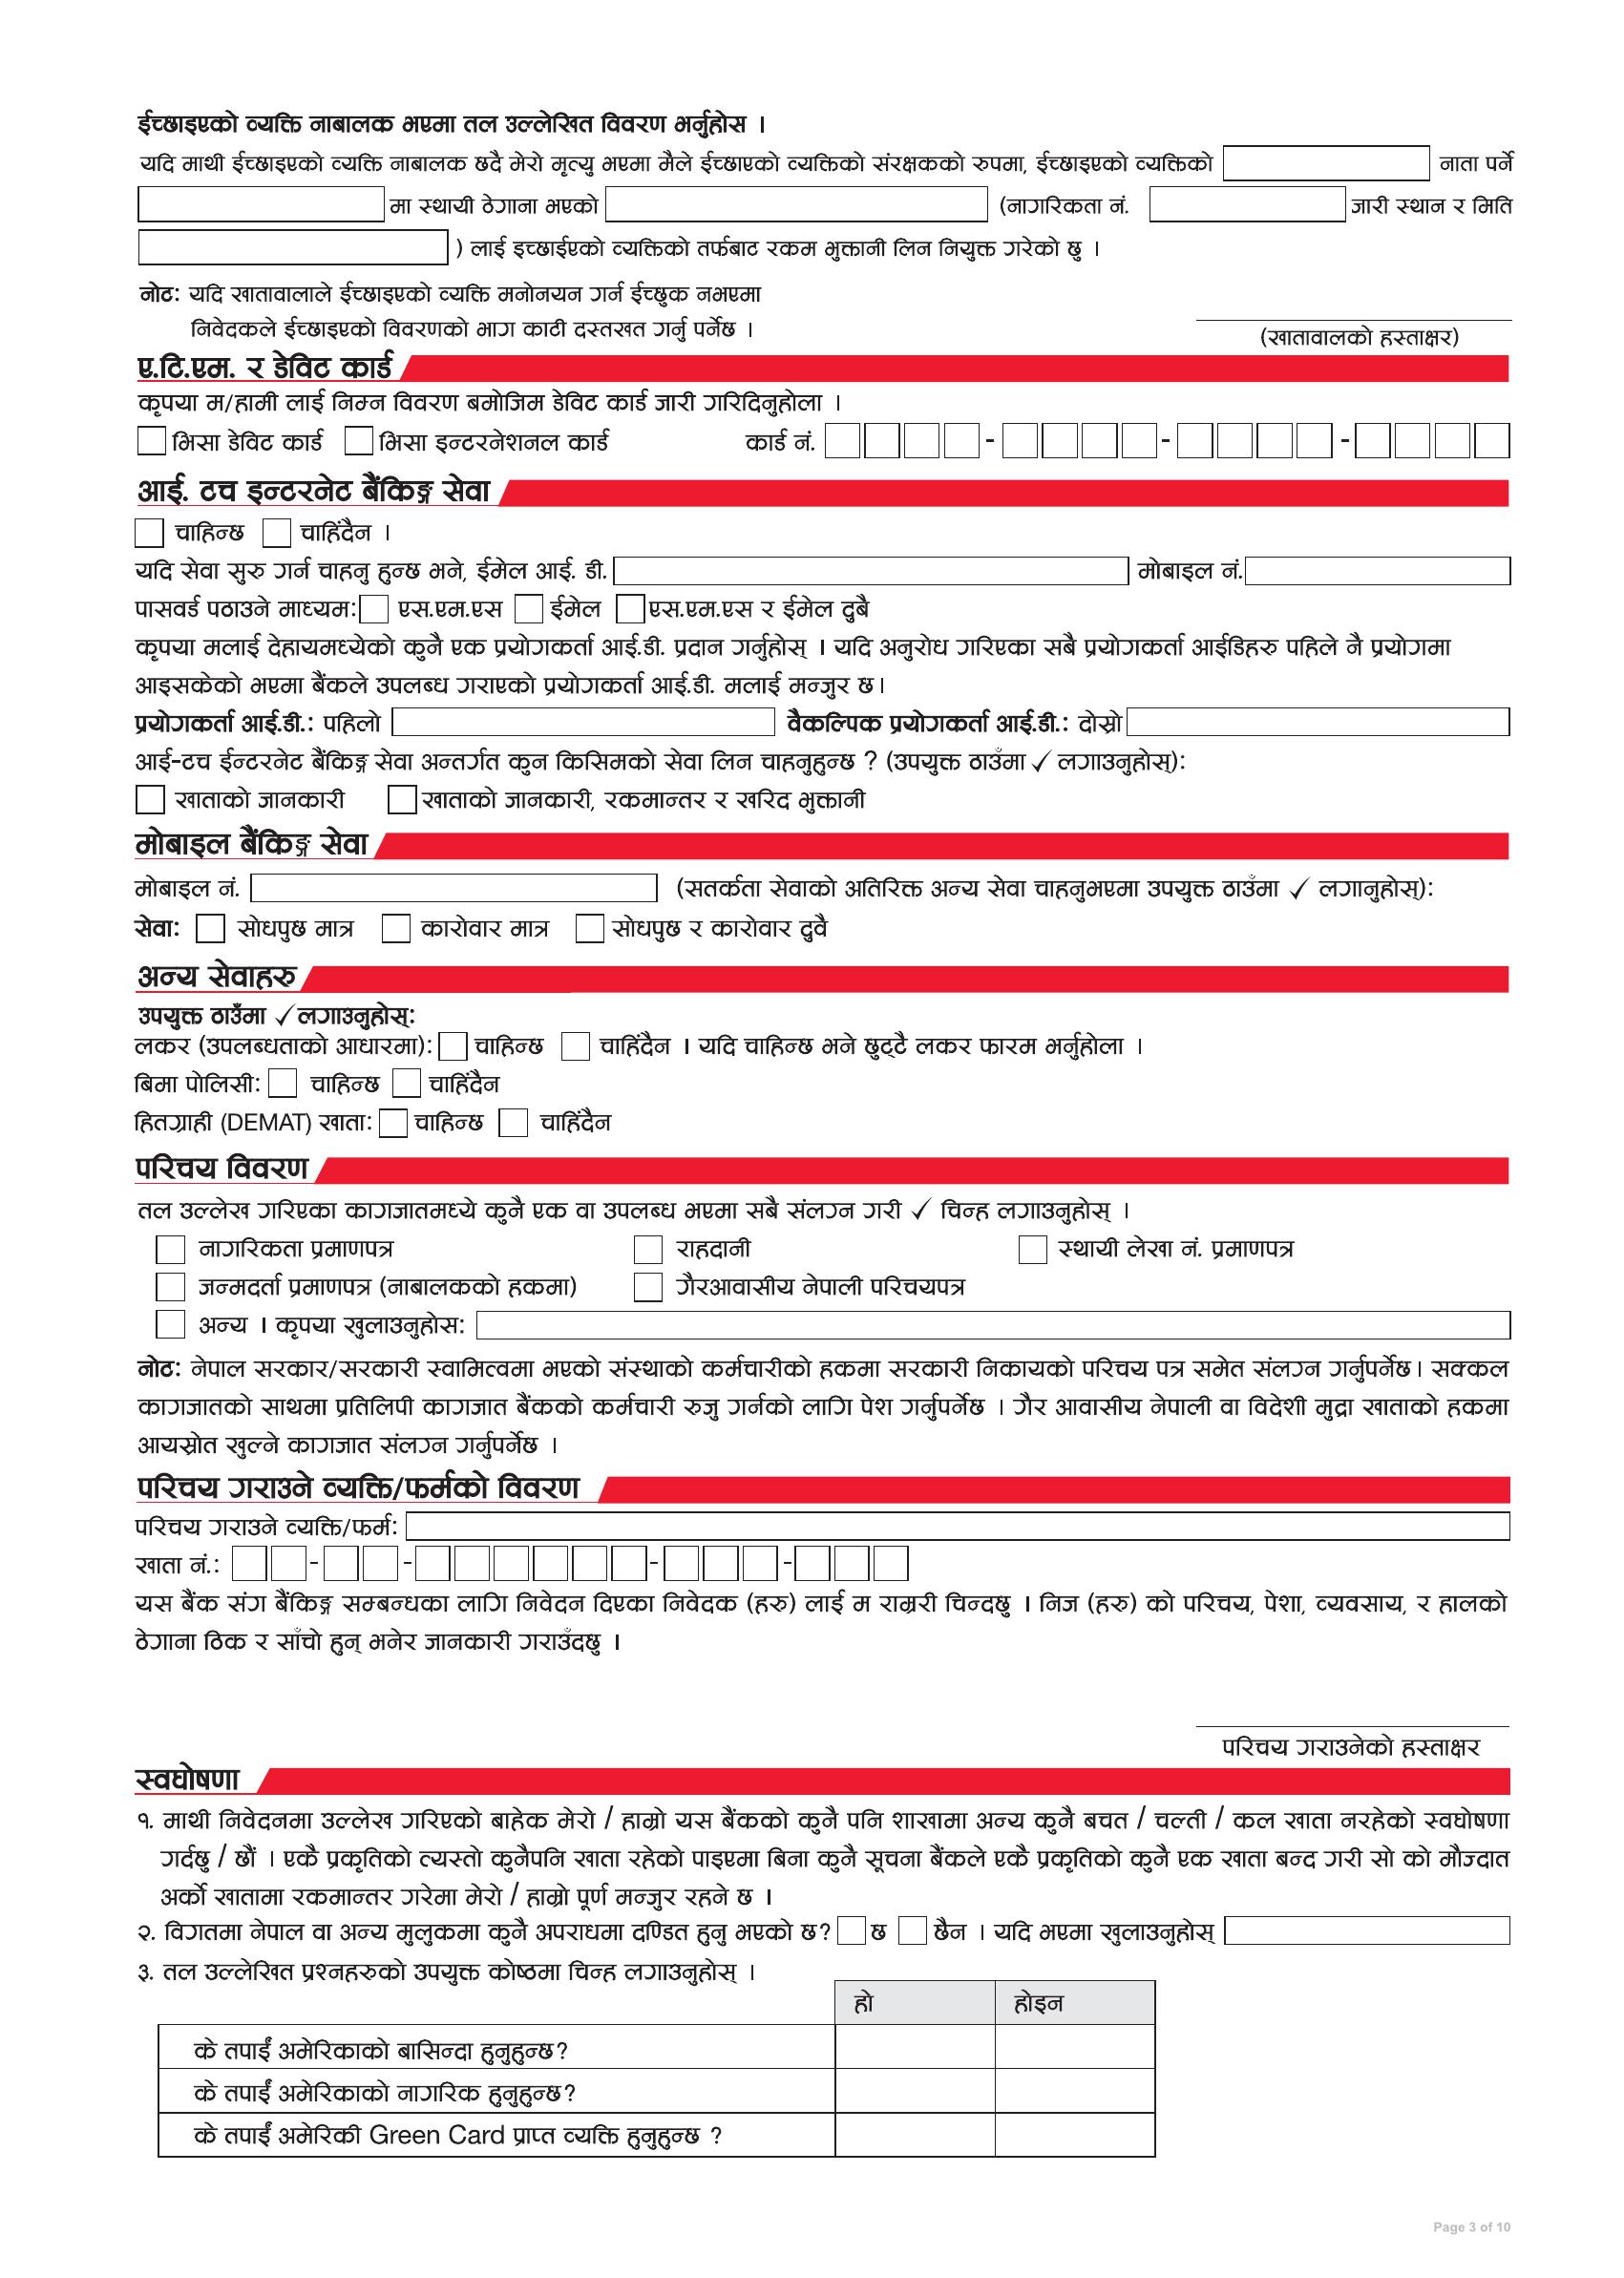 ईच्छाइएको व्यक्ति नाबालक भएमा तल उल्लेखित विवरण भर्नुहोस ।
यदि माथी ईच्छाइएको व्यक्ति नाबालक छदै मेरो मृत्यु भएमा मैले ईच्छाएको व्यक्तिको संरक्षकको रुपमा, ईच्छाइएको व्यक्तिको नाता पर्ने
मा स्थायी ठेगाना भएको (नागरिकता नं. जारी स्थान र मिति
) लाई इच्छाईएको व्यक्तिको तर्फबाट रकम भुक्तानी लिन नियुक्त गरेको छु ।
नोट: यदि खातावालाले ईच्छाइएको व्यक्ति मनोनयन गर्न ईच्छुक नभएमा
निवेदकले ईच्छाइएको विवरणको भाग काटी दस्तखत गर्नु पर्नेछ ।
(खातावालको हस्ताक्षर)
ए.टि.एम. र डेविट कार्ड
कृपया म/हामी लाई निम्न विवरण बमोजिम डेविट कार्ड जारी गरिदिनुहोला ।
भिसा डेविट कार्ड भिसा इन्टरनेशनल कार्ड कार्ड नं. - - -
आई. टच इन्टरनेट बैंकिङ्ग सेवा
चाहिन्छ चाहिंदैन ।
यदि सेवा सुरु गर्न चाहनु हुन्छ भने, ईमेल आई. डी. मोबाइल नं.
पासवर्ड पठाउने माध्यम: एस.एम.एस ईमेल एस.एम.एस र ईमेल दुबै
कृपया मलाई देहायमध्येको कुनै एक प्रयोगकर्ता आई.डी. प्रदान गर्नुहोस् । यदि अनुरोध गरिएका सबै प्रयोगकर्ता आईडिहरु पहिले नै प्रयोगमा
आइसकेको भएमा बैंकले उपलब्ध गराएको प्रयोगकर्ता आई.डी. मलाई मन्जुर छ।
प्रयोगकर्ता आई.डी.: पहिलो वैकल्पिक प्रयोगकर्ता आई.डी.: दोस्रो
आई-टच ईन्टरनेट बैंकिङ्ग सेवा अन्तर्गत कुन किसिमको सेवा लिन चाहनुहुन्छ ? (उपयुक्त ठाउँमा ✓ लगाउनुहोस्):
खाताको जानकारी खाताको जानकारी, रकमान्तर र खरिद भुक्तानी
मोबाइल बैंकिङ्ग सेवा
मोबाइल नं. (सतर्कता सेवाको अतिरिक्त अन्य सेवा चाहनुभएमा उपयुक्त ठाउँमा ✓ लगानुहोस्):
सेवा: सोधपुछ मात्र कारोवार मात्र सोधपुछ र कारोवार दुवै
अन्य सेवाहरु
उपयुक्त ठाउँमा ✓ लगाउनुहोस्:
लकर (उपलब्धताको आधारमा): चाहिन्छ चाहिंदैन । यदि चाहिन्छ भने छुट्टै लकर फारम भर्नुहोला ।
बिमा पोलिसी: चाहिन्छ चाहिंदैन
हितग्राही (DEMAT) खाता: चाहिन्छ चाहिंदैन
परिचय विवरण
तल उल्लेख गरिएका कागजातमध्ये कुनै एक वा उपलब्ध भएमा सबै संलग्न गरी ✓ चिन्ह लगाउनुहोस् ।
नागरिकता प्रमाणपत्र राहदानी स्थायी लेखा नं. प्रमाणपत्र
जन्मदर्ता प्रमाणपत्र (नाबालकको हकमा) गैरआवासीय नेपाली परिचयपत्र
अन्य । कृपया खुलाउनुहोस:
नोट: नेपाल सरकार/सरकारी स्वामित्वमा भएको संस्थाको कर्मचारीको हकमा सरकारी निकायको परिचय पत्र समेत संलग्न गर्नुपर्नेछ। सक्कल
कागजातको साथमा प्रतिलिपी कागजात बैंकको कर्मचारी रुजु गर्नको लागि पेश गर्नुपर्नेछ । गैर आवासीय नेपाली वा विदेशी मुद्रा खाताको हकमा
आयस्रोत खुल्ने कागजात संलग्न गर्नुपर्नेछ ।
परिचय गराउने व्यक्ति/फर्मको विवरण
परिचय गराउने व्यक्ति/फर्म:
खाता नं.: - - - -
यस बैंक संग बैंकिङ्ग सम्बन्धका लागि निवेदन दिएका निवेदक (हरु) लाई म राम्ररी चिन्दछु । निज (हरु) को परिचय, पेशा, व्यवसाय, र हालको
ठेगाना ठिक र साँचो हुन् भनेर जानकारी गराउँदछु ।
परिचय गराउनेको हस्ताक्षर
स्वघोषणा
१. माथी निवेदनमा उल्लेख गरिएको बाहेक मेरो / हाम्रो यस बैंकको कुनै पनि शाखामा अन्य कुनै बचत / चल्ती / कल खाता नरहेको स्वघोषणा
गर्दछु / छौं । एकै प्रकृतिको त्यस्तो कुनैपनि खाता रहेको पाइएमा बिना कुनै सूचना बैंकले एकै प्रकृतिको कुनै एक खाता बन्द गरी सो को मौज्दात
अर्को खातामा रकमान्तर गरेमा मेरो / हाम्रो पूर्ण मन्जुर रहने छ ।
२. विगतमा नेपाल वा अन्य मुलुकमा कुनै अपराधमा दण्डित हुनु भएको छ? छ छैन । यदि भएमा खुलाउनुहोस्
३. तल उल्लेखित प्रश्नहरुको उपयुक्त कोष्ठमा चिन्ह लगाउनुहोस् ।
हो होइन
के तपाईं अमेरिकाको बासिन्दा हुनुहुन्छ?
के तपाईं अमेरिकाको नागरिक हुनुहुन्छ?
के तपाईं अमेरिकी Green Card प्राप्त व्यक्ति हुनुहुन्छ ?
Page 3 of 10